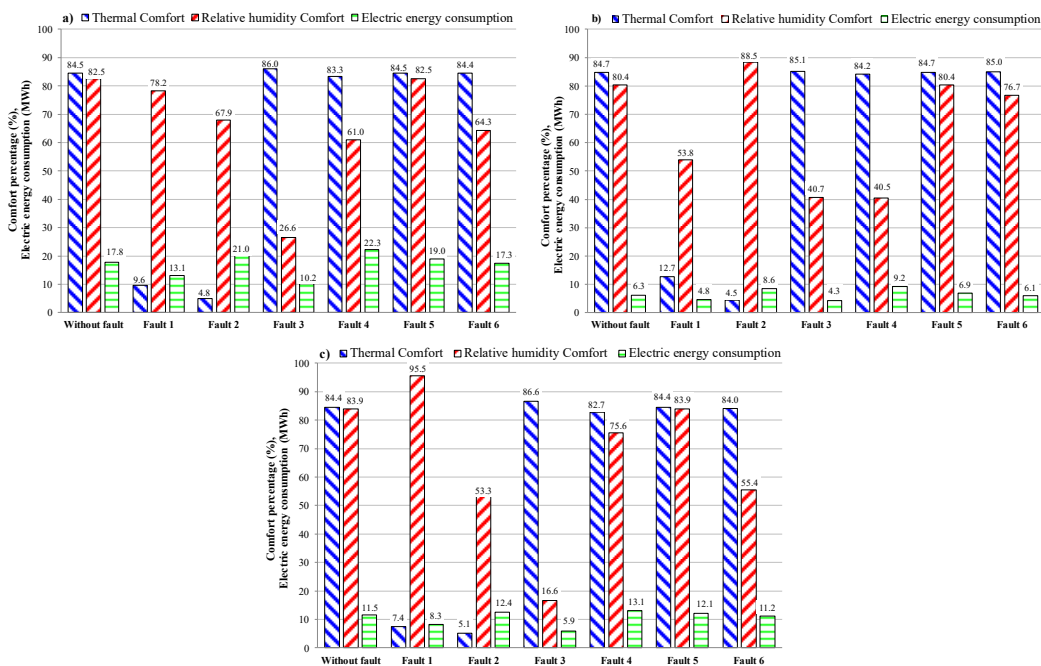 a) Thermal Comfort Relative humidity Comfort Electric energy consumption
Comfort percentage (%),
Electric energy consumption (MWh)
100
90
80
70
60
50
40
30
20
10
0
84.5 82.5 17.8 9.6 78.2 13.1 4.8 67.9 21.0 86.0 26.6 10.2 83.3 61.0 22.3 84.5 82.5 19.0 84.4 64.3 17.3
Without fault Fault 1 Fault 2 Fault 3 Fault 4 Fault 5 Fault 6
b) Thermal Comfort Relative humidity Comfort Electric energy consumption
Comfort percentage (%),
Electric energy consumption (MWh)
100
90
80
70
60
50
40
30
20
10
0
84.7 80.4 6.3 12.7 53.8 4.8 4.5 88.5 8.6 85.1 40.7 4.3 84.2 40.5 9.2 84.7 80.4 6.9 85.0 76.7 6.1
Without fault Fault 1 Fault 2 Fault 3 Fault 4 Fault 5 Fault 6
c) Thermal Comfort Relative humidity Comfort Electric energy consumption
Comfort percentage (%),
Electric energy consumption (MWh)
100
90
80
70
60
50
40
30
20
10
0
84.4 83.9 11.5 7.4 95.5 8.3 5.1 53.3 12.4 86.6 16.6 5.9 82.7 75.6 13.1 84.4 83.9 12.1 84.0 55.4 11.2
Without fault Fault 1 Fault 2 Fault 3 Fault 4 Fault 5 Fault 6